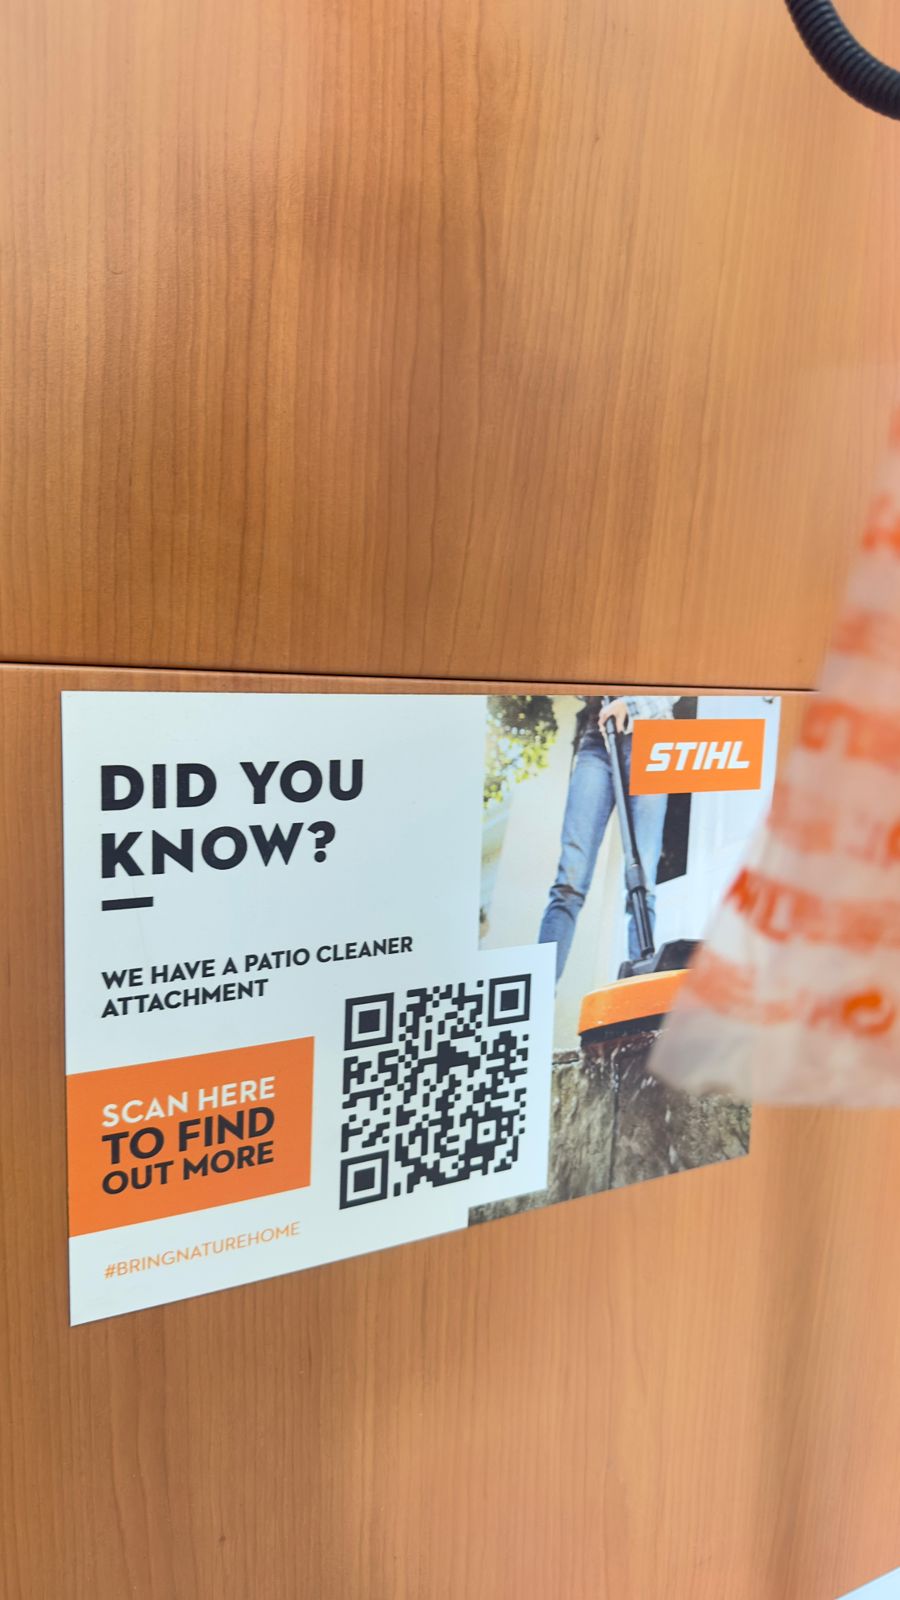 DID YOU
KNOW?
WE HAVE A PATIO CLEANER
ATTACHMENT
SCAN HERE
TO FIND
OUT MORE
#BRINGNATUREHOME
STIHL